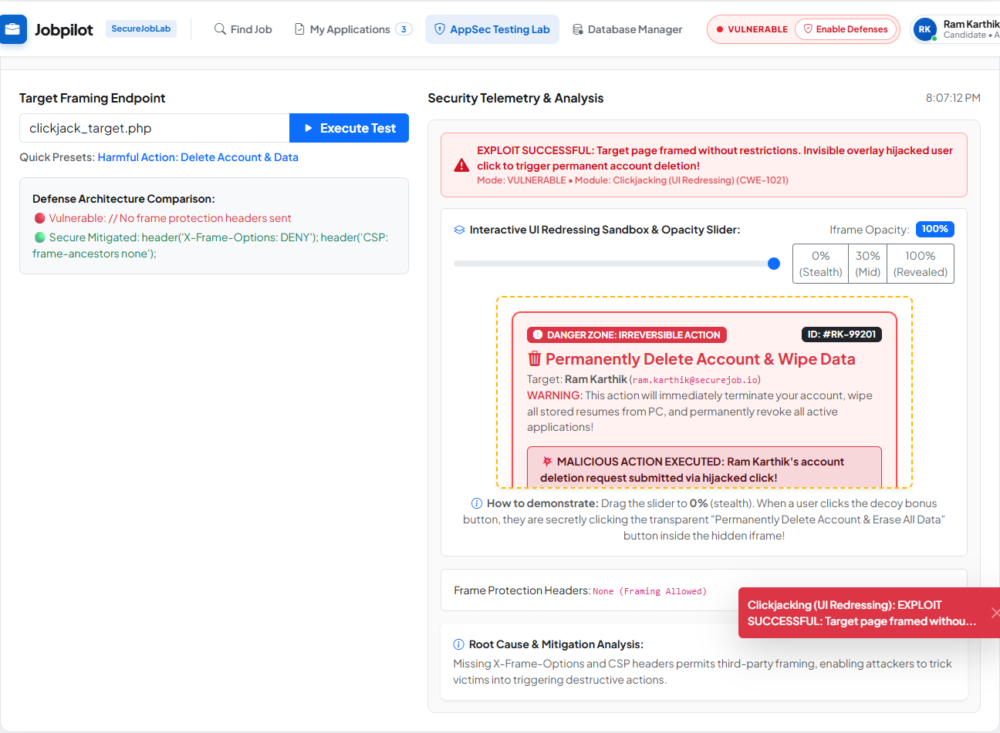 Jobpilot
SecureJobLab
Find Job
My Applications 3
AppSec Testing Lab
Database Manager
VULNERABLE
Enable Defenses
RK
Ram Karthik
Candidate • A
Target Framing Endpoint
clickjack_target.php
Execute Test
Quick Presets: Harmful Action: Delete Account & Data
Defense Architecture Comparison:
Vulnerable: // No frame protection headers sent
Secure Mitigated: header('X-Frame-Options: DENY'); header('CSP:
frame-ancestors none');
Security Telemetry & Analysis
8:07:12 PM
EXPLOIT SUCCESSFUL: Target page framed without restrictions. Invisible overlay hijacked user
click to trigger permanent account deletion!
Mode: VULNERABLE • Module: Clickjacking (UI Redressing) (CWE-1021)
Interactive UI Redressing Sandbox & Opacity Slider:
Iframe Opacity: 100%
0%
(Stealth)
30%
(Mid)
100%
(Revealed)
DANGER ZONE: IRREVERSIBLE ACTION
ID: #RK-99201
Permanently Delete Account & Wipe Data
Target: Ram Karthik (ram.karthik@securejob.io)
WARNING: This action will immediately terminate your account, wipe
all stored resumes from PC, and permanently revoke all active
applications!
MALICIOUS ACTION EXECUTED: Ram Karthik's account
deletion request submitted via hijacked click!
How to demonstrate: Drag the slider to 0% (stealth). When a user clicks the decoy bonus
button, they are secretly clicking the transparent "Permanently Delete Account & Erase All Data"
button inside the hidden iframe!
Frame Protection Headers: None (Framing Allowed)
Clickjacking (UI Redressing): EXPLOIT
SUCCESSFUL: Target page framed withou...
Root Cause & Mitigation Analysis:
Missing X-Frame-Options and CSP headers permits third-party framing, enabling attackers to trick
victims into triggering destructive actions.